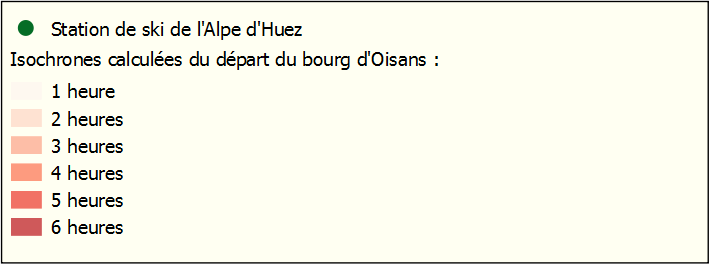 Station de ski de l'Alpe d'Huez
Isochrones calculées du départ du bourg d'Oisans :
1 heure
2 heures
3 heures
4 heures
5 heures
6 heures